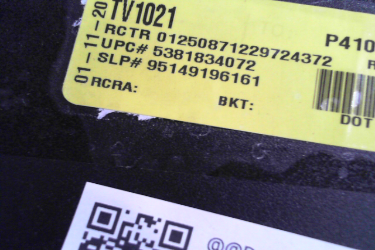 TV1021
P410
RCTR 01250871229724372
UPC# 5381834072
SLP# 95149196161
RCRA:
BKT:
DOT
01-11-20